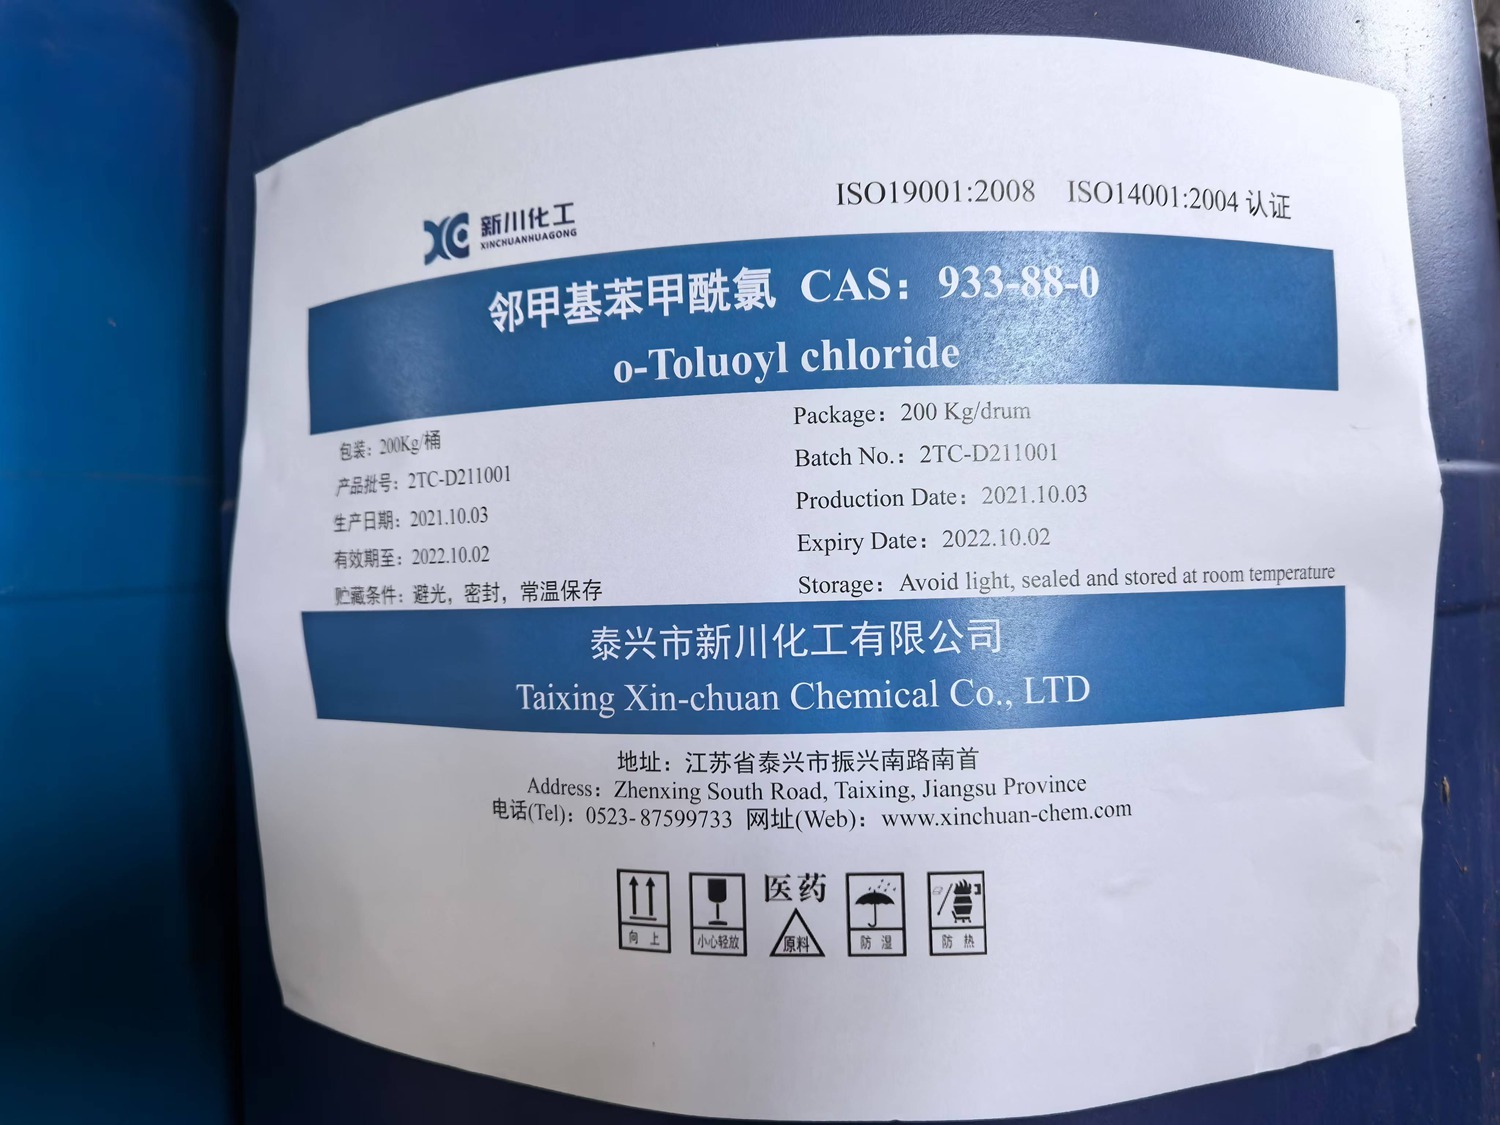 ISO19001:2008 ISO14001:2004 认证
新川化工
XINCHUANHUAGONG
邻甲基苯甲酰氯 CAS：933-88-0
o-Toluoyl chloride
包装：200Kg/桶
产品批号：2TC-D211001
生产日期：2021.10.03
有效期至：2022.10.02
贮藏条件：避光，密封，常温保存
Package：200 Kg/drum
Batch No.：2TC-D211001
Production Date：2021.10.03
Expiry Date：2022.10.02
Storage：Avoid light, sealed and stored at room temperature
泰兴市新川化工有限公司
Taixing Xin-chuan Chemical Co., LTD
地址：江苏省泰兴市振兴南路南首
Address：Zhenxing South Road, Taixing, Jiangsu Province
电话(Tel)：0523- 87599733 网址(Web)：www.xinchuan-chem.com
医药
原料
向上
小心轻放
防湿
防热